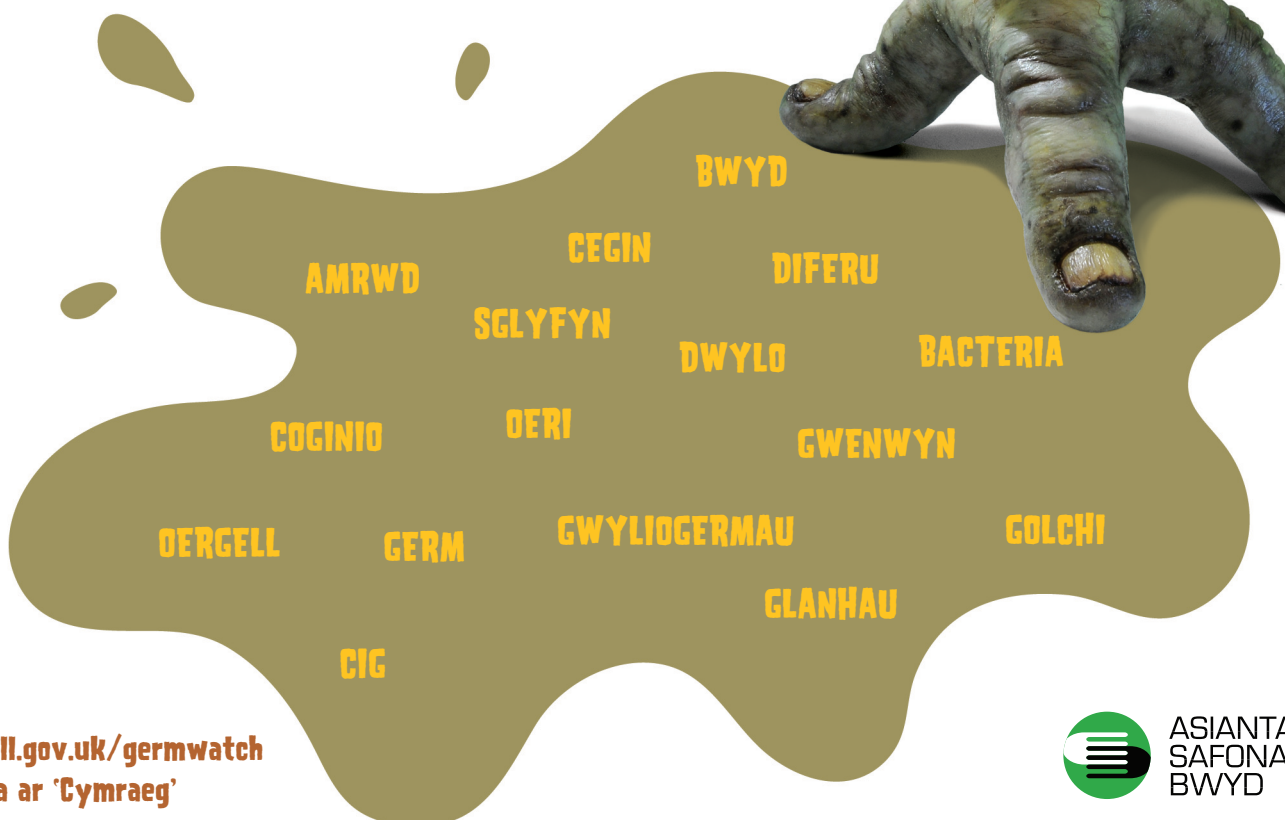 BWYD
CEGIN
DIFERU
AMRWD
SGLYFYN
DWYLO
BACTERIA
COGINIO
OERI
GWENWYN
OERGELL
GERM
GWYLIOGERMAU
GOLCHI
GLANHAU
CIG
ll.gov.uk/germwatch
a ar ‘Cymraeg’
ASIANTA
SAFONA
BWYD